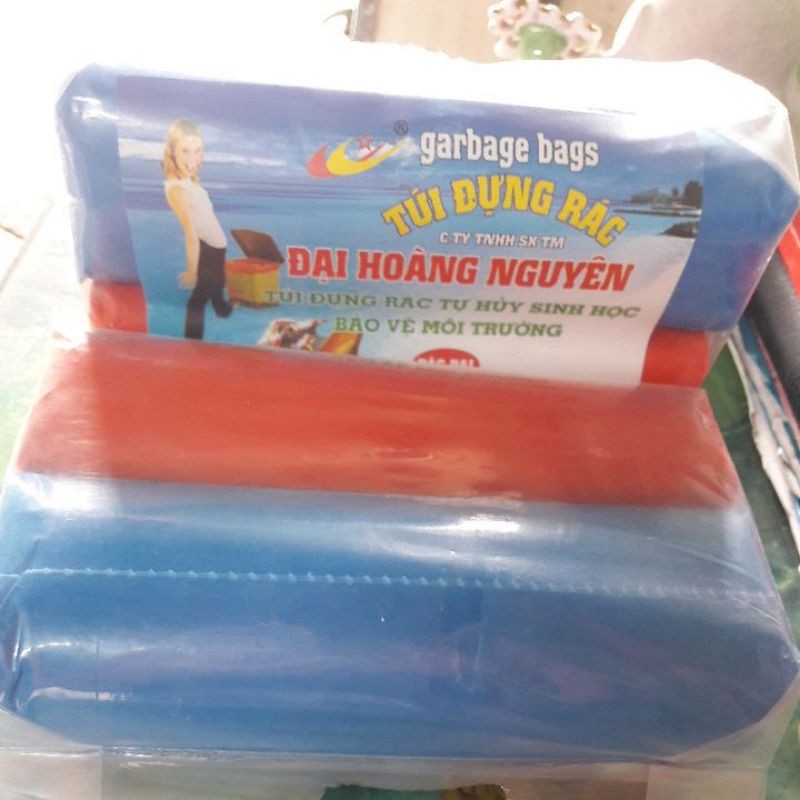 ®
garbage bags
TÚI ĐỰNG RÁC
C.TY TNHH SX TM
ĐẠI HOÀNG NGUYÊN
TÚI ĐỰNG RÁC TỰ HỦY SINH HỌC
BẢO VỆ MÔI TRƯỜNG